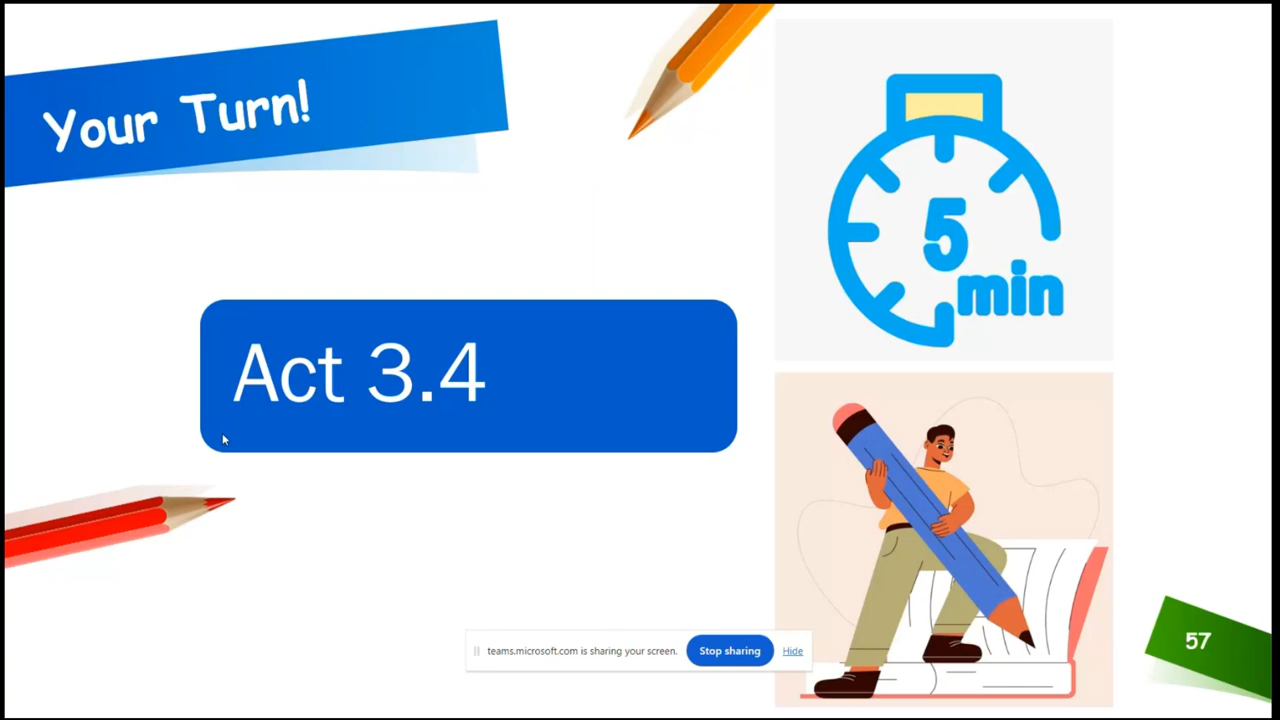 Your Turn!
5
min
Act 3.4
teams.microsoft.com is sharing your screen.
Stop sharing
Hide
57